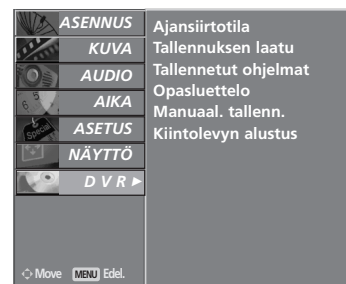 ASENNUS
KUVA
AUDIO
AIKA
ASETUS
NÄYTTÖ
D V R
Move MENU Edel.
Ajansiirtotila
Tallennuksen laatu
Tallennetut ohjelmat
Opasluettelo
Manuaal. tallenn.
Kiintolevyn alustus